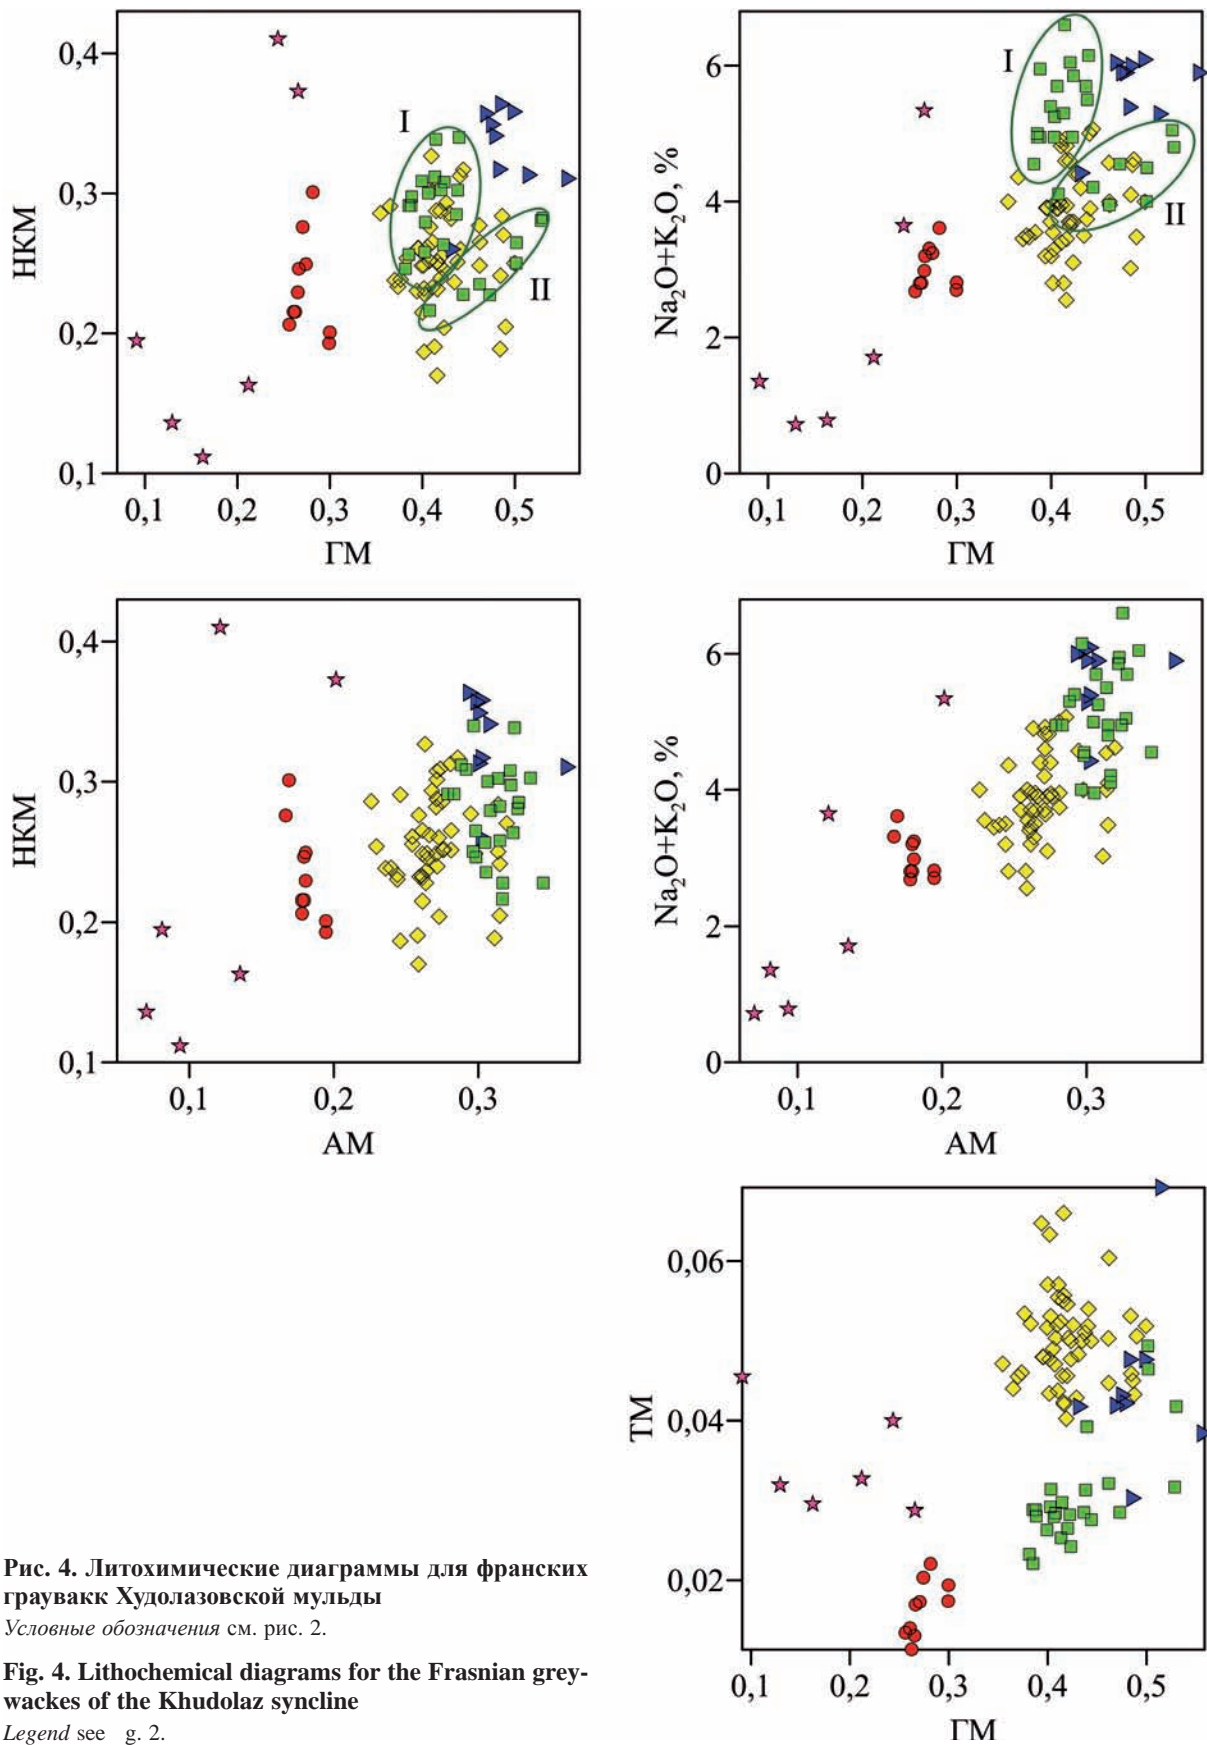 0,4
0,3
0,2
0,1
НКМ
I
II
0,1 0,2 0,3 0,4 0,5
ГМ
6
4
2
0
Na₂O+K₂O, %
I
II
0,1 0,2 0,3 0,4 0,5
ГМ
0,4
0,3
0,2
0,1
НКМ
0,1 0,2 0,3
АМ
6
4
2
0
Na₂O+K₂O, %
0,1 0,2 0,3
АМ
0,06
0,04
0,02
ТМ
0,1 0,2 0,3 0,4 0,5
ГМ
Рис. 4. Литохимические диаграммы для франских
граувакк Худолазовской мульды
Условные обозначения см. рис. 2.
Fig. 4. Lithochemical diagrams for the Frasnian grey-
wackes of the Khudolaz syncline
Legend see g. 2.